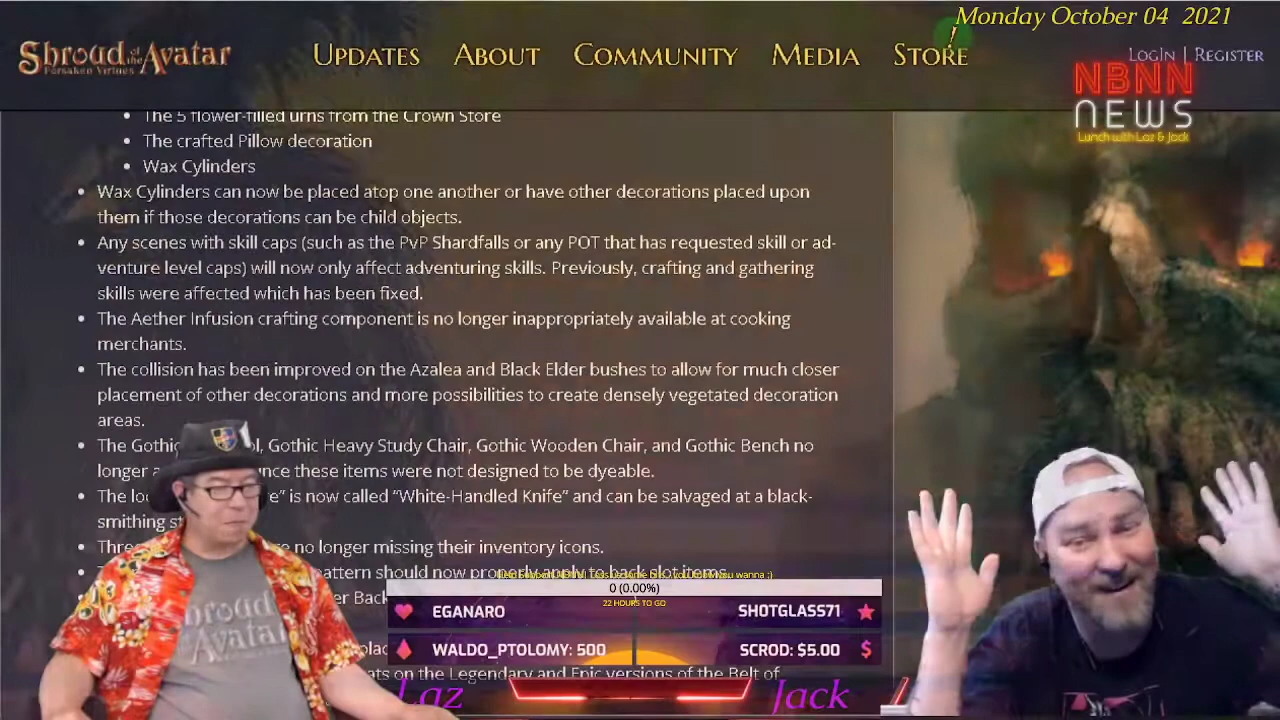 Monday October 04 2021
!
Shroud of the Avatar
Forsaken Virtues
Updates About Community Media Store
LogIn | Register
NBNN
NEWS
Lunch with Laz & Jack
The 5 flower-filled urns from the Crown Store
The crafted Pillow decoration
Wax Cylinders
Wax Cylinders can now be placed atop one another or have other decorations placed upon
them if those decorations can be child objects.
Any scenes with skill caps (such as the PvP Shardfalls or any POT that has requested skill or ad-
venture level caps) will now only affect adventuring skills. Previously, crafting and gathering
skills were affected which has been fixed.
The Aether Infusion crafting component is no longer inappropriately available at cooking
merchants.
The collision has been improved on the Azalea and Black Elder bushes to allow for much closer
placement of other decorations and more possibilities to create densely vegetated decoration
areas.
The Gothic Gothic Heavy Study Chair, Gothic Wooden Chair, and Gothic Bench no
longer these items were not designed to be dyeable.
The is now called “White-Handled Knife” and can be salvaged at a black-
smithing
no longer missing their inventory icons.
pattern should now properly apply to back slot items.
0 (0.00%)
22 HOURS TO GO
EGANARO SHOTGLASS71
WALDO_PTOLOMY: 500 SCROD: $5.00
on the Legendary and Epic versions of the Belt of
Shroud
Avatar
Laz Jack